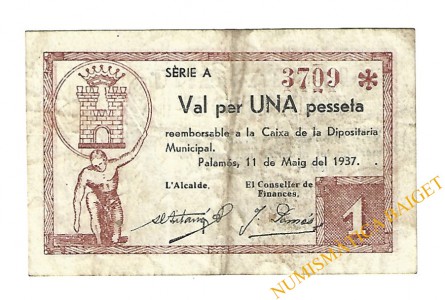 SÈRIE A
3709 *
Val per UNA pesseta
reemborsable a la Caixa de la Dipositaria
Municipal.
Palamós, 11 de Maig del 1937.
L'Alcalde, El Conseller de
Finances,
1
NUMISMATICA BAIGET